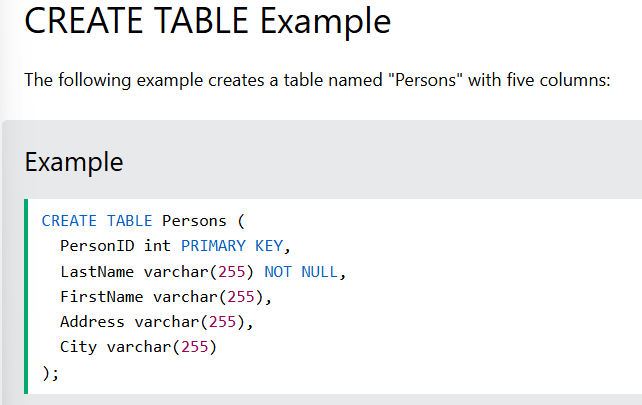 CREATE TABLE Example
The following example creates a table named "Persons" with five columns:
Example
CREATE TABLE Persons (
  PersonID int PRIMARY KEY,
  LastName varchar(255) NOT NULL,
  FirstName varchar(255),
  Address varchar(255),
  City varchar(255)
);